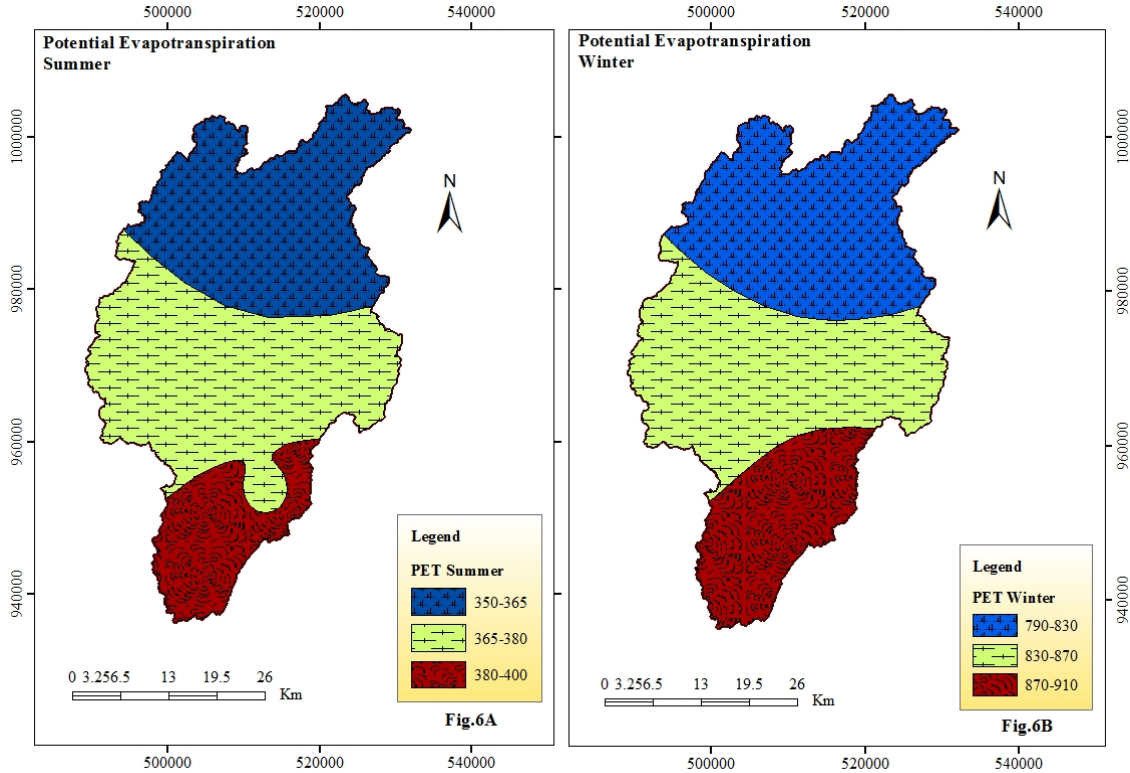 500000 520000 540000
500000 520000 540000
Potential Evapotranspiration
Summer
1000000
980000
960000
940000
N
Legend
PET Summer
350-365
365-380
380-400
0 3.256.5 13 19.5 26
Km
Fig.6A
500000 520000 540000
Potential Evapotranspiration
Winter
N
1000000
980000
960000
940000
Legend
PET Winter
790-830
830-870
870-910
0 3.256.5 13 19.5 26
Km
Fig.6B
500000 520000 540000